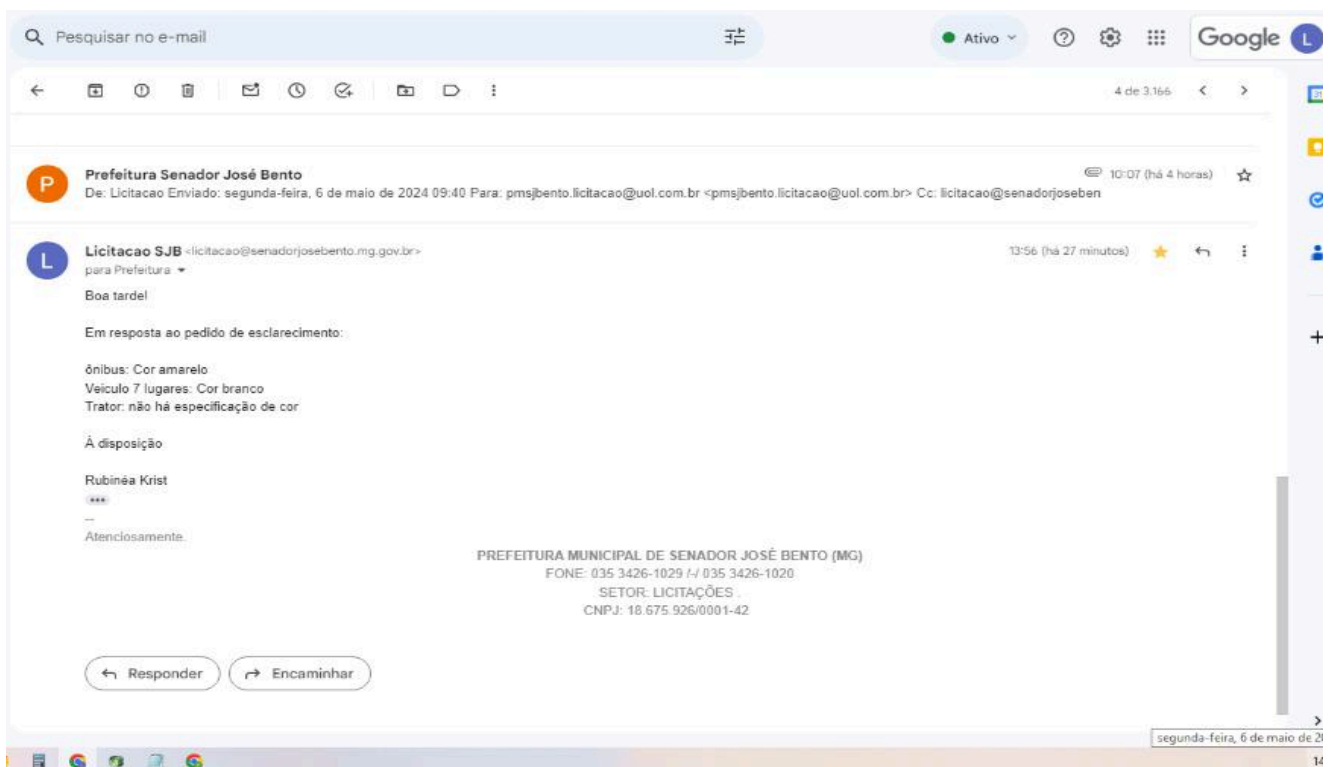 Pesquisar no e-mail
Ativo
Google
L
4 de 3.166
31
P
Prefeitura Senador José Bento
10:07 (há 4 horas)
De: Licitacao Enviado: segunda-feira, 6 de maio de 2024 09:40 Para: pmsjbento.licitacao@uol.com.br <pmsjbento.licitacao@uol.com.br> Cc: licitacao@senadorjoseben
L
Licitacao SJB <licitacao@senadorjosebento.mg.gov.br>
13:56 (há 27 minutos)
para Prefeitura
Boa tarde!
Em resposta ao pedido de esclarecimento:
ônibus: Cor amarelo
Veiculo 7 lugares: Cor branco
Trator: não há especificação de cor
À disposição
Rubinéa Krist
...
--
Atenciosamente.
PREFEITURA MUNICIPAL DE SENADOR JOSÉ BENTO (MG)
FONE: 035 3426-1029 /-/ 035 3426-1020
SETOR: LICITAÇÕES .
CNPJ: 18.675.926/0001-42
Responder
Encaminhar
segunda-feira, 6 de maio de 2
14